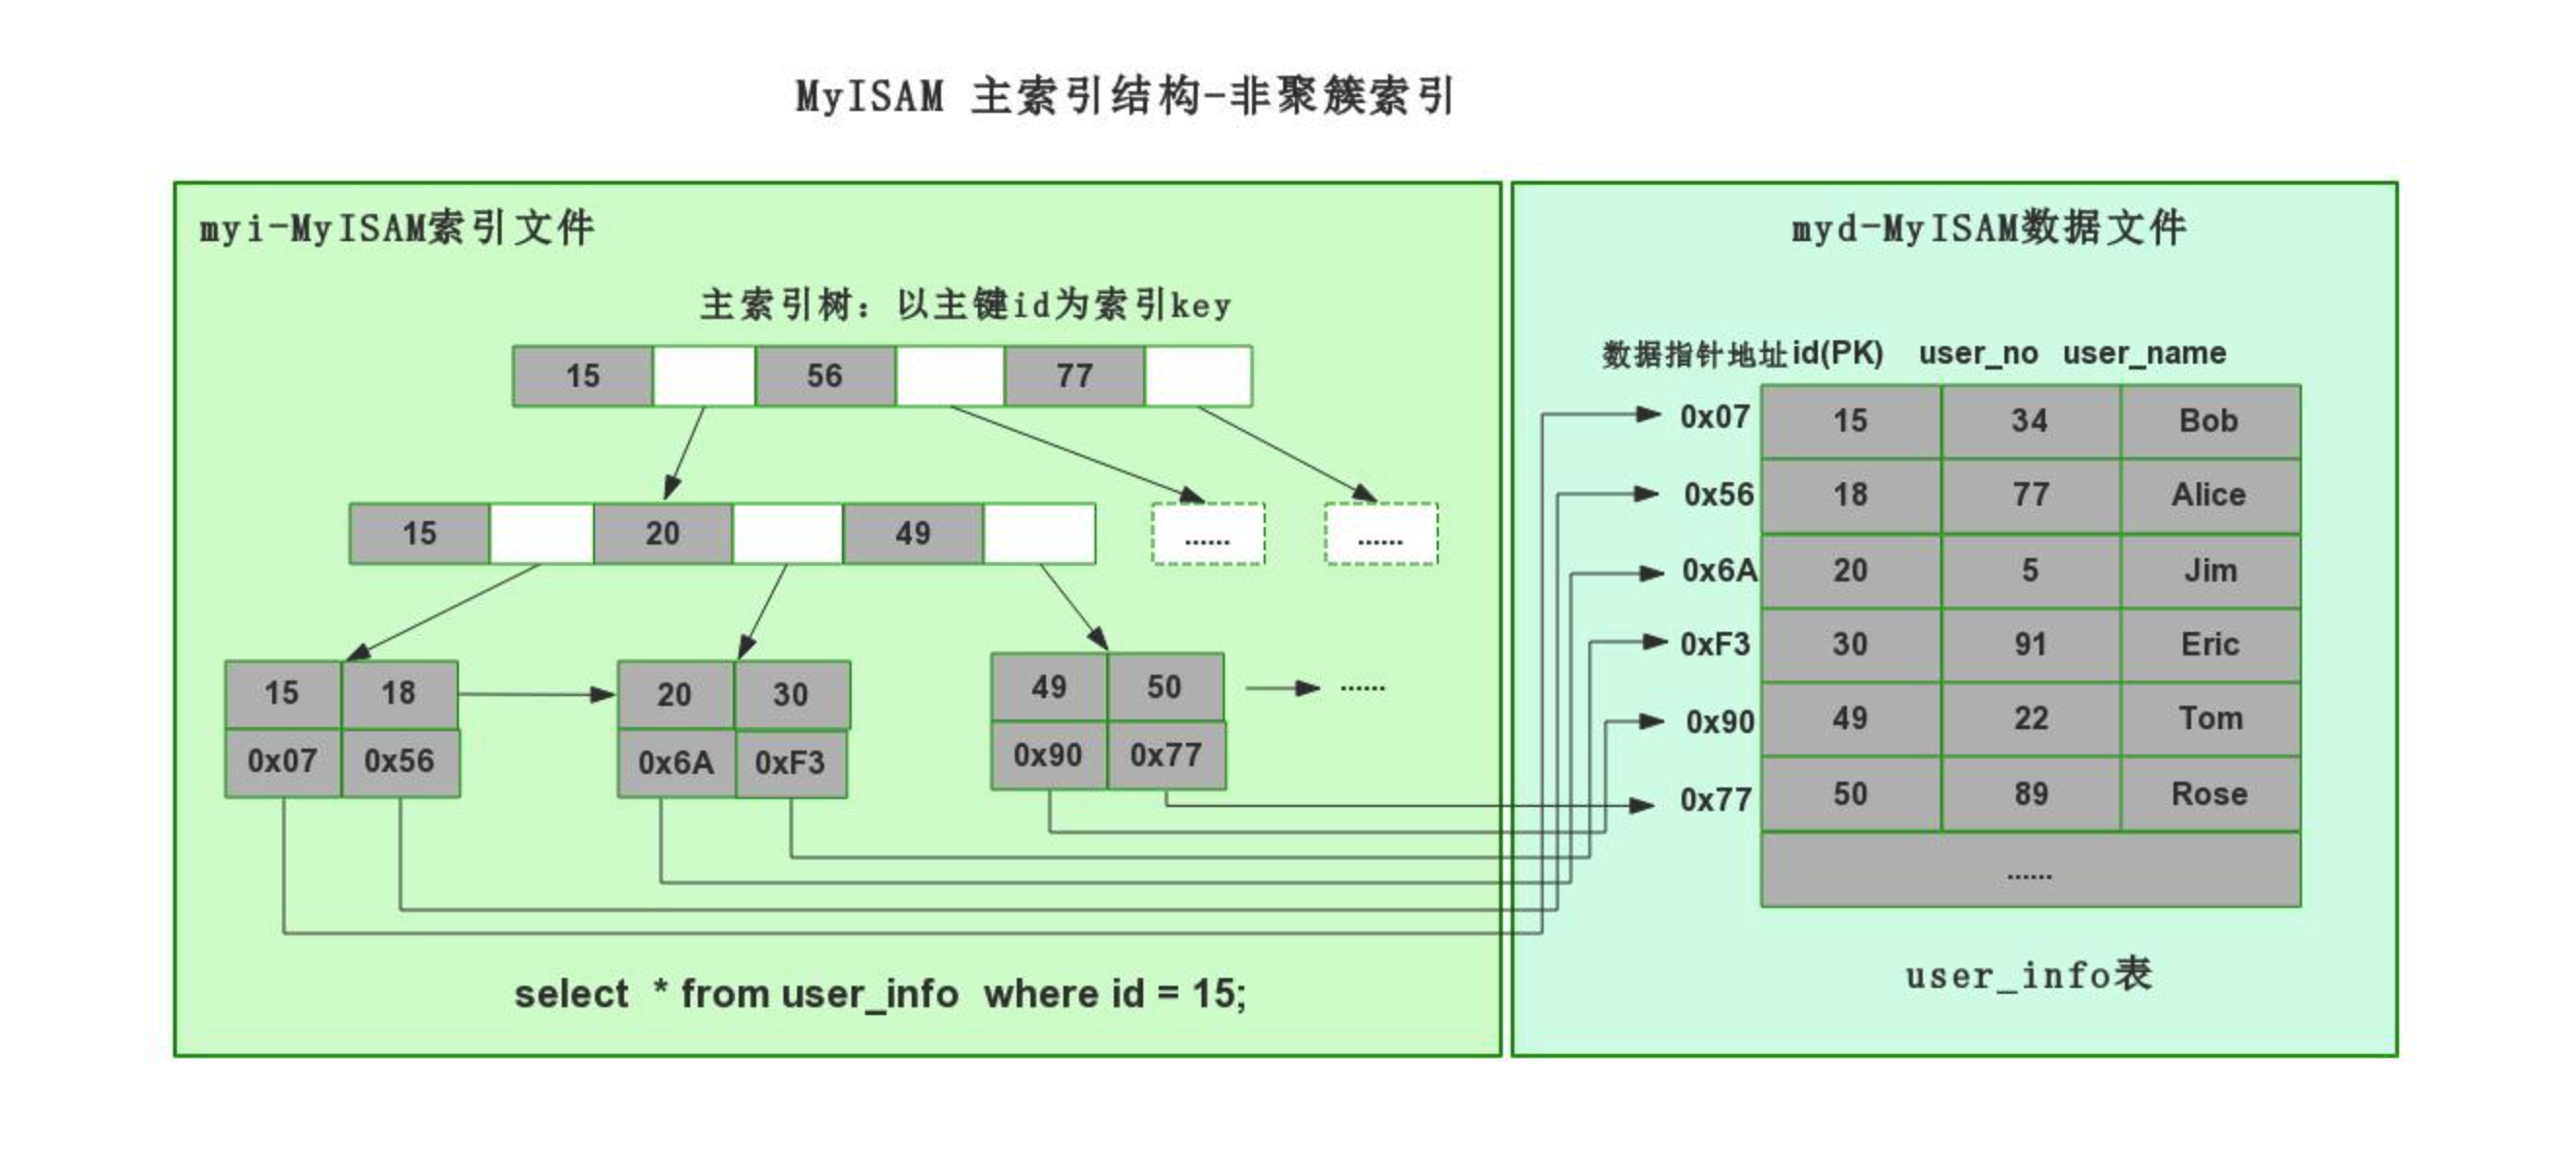 MyISAM 主索引结构-非聚簇索引
myi-MyISAM索引文件
主索引树：以主键id为索引key
15 56 77
15 20 49 ...... ......
15 18 20 30 49 50 ......
0x07 0x56 0x6A 0xF3 0x90 0x77
select * from user_info where id = 15;
myd-MyISAM数据文件
数据指针地址 id(PK) user_no user_name
0x07 15 34 Bob
0x56 18 77 Alice
0x6A 20 5 Jim
0xF3 30 91 Eric
0x90 49 22 Tom
0x77 50 89 Rose
......
user_info表